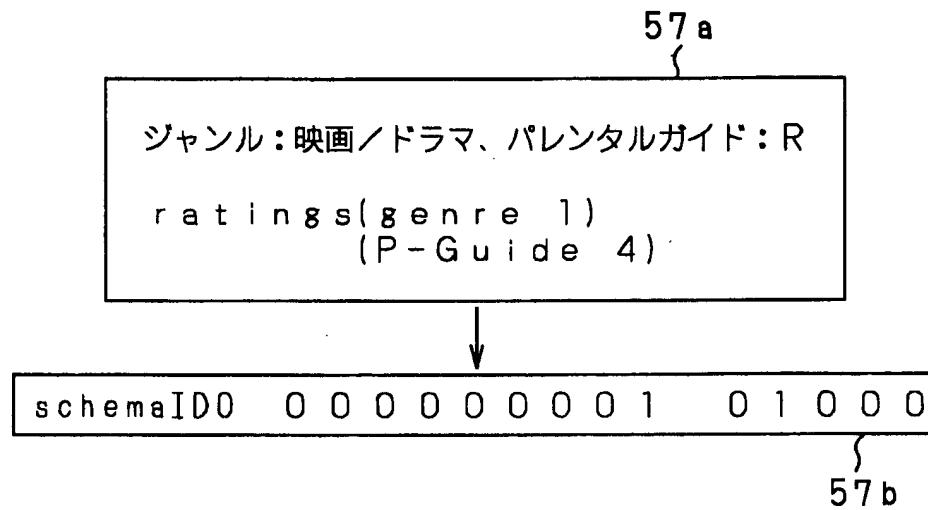 57a
ジャンル：映画／ドラマ、パレンタルガイド：R
ratings(genre 1)
(P-Guide 4)
schemaID0 000000001 01000
57b